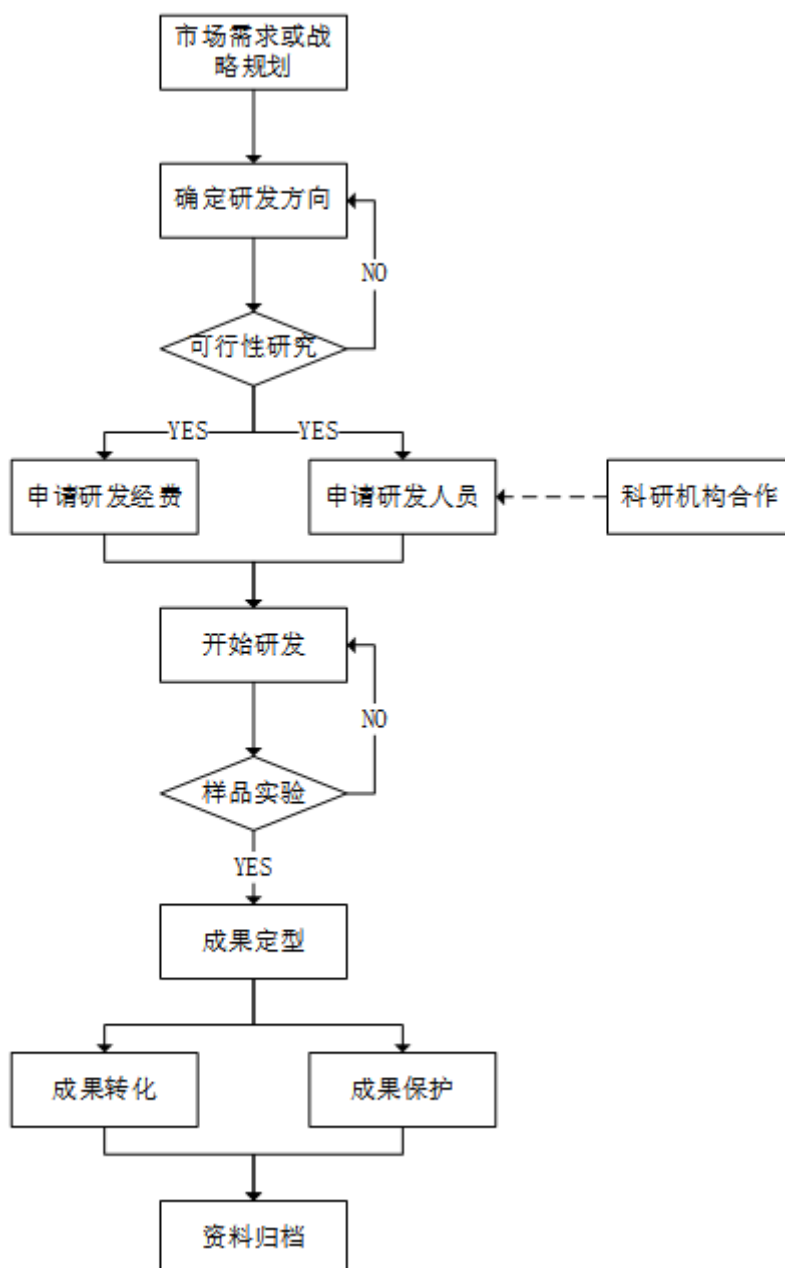 市场需求或战
略规划
确定研发方向
NO
可行性研究
YES
YES
申请研发经费
申请研发人员
科研机构合作
开始研发
NO
样品实验
YES
成果定型
成果转化
成果保护
资料归档